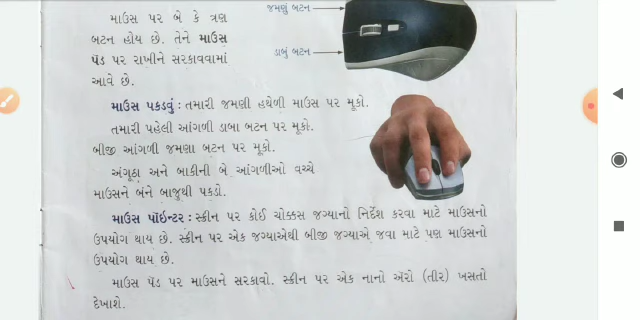 જમણું બટન
માઉસ પર બે કે ત્રણ
બટન હોય છે. તેને માઉસ
પૅડ પર રાખીને સરકાવવામાં
આવે છે.
ડાબું બટન
માઉસ પકડવું : તમારી જમણી હથેળી માઉસ પર મૂકો.
તમારી પહેલી આંગળી ડાબા બટન પર મૂકો.
બીજી આંગળી જમણા બટન પર મૂકો.
અંગૂઠા અને બાકીની બે આંગળીઓ વચ્ચે
માઉસને બંને બાજુથી પકડો.
માઉસ પૉઇન્ટર : સ્ક્રીન પર કોઈ ચોક્કસ જગ્યાનો નિર્દેશ કરવા માટે માઉસનો
ઉપયોગ થાય છે. સ્ક્રીન પર એક જગ્યાએથી બીજી જગ્યાએ જવા માટે પણ માઉસનો
ઉપયોગ થાય છે.
માઉસ પૅડ પર માઉસને સરકાવો. સ્ક્રીન પર એક નાનો ઍરો (તીર) ખસતો
દેખાશે.